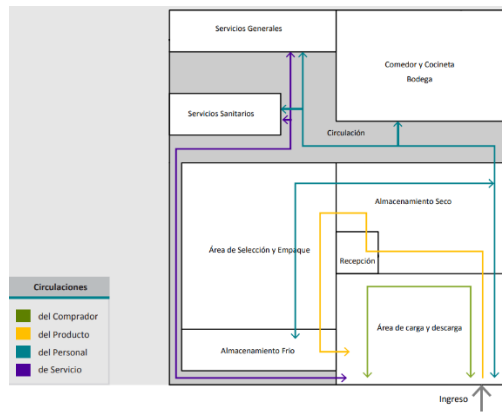 Servicios Generales
Comedor y Cocineta
Bodega
Servicios Sanitarios
Circulación
Almacenamiento Seco
Área de Selección y Empaque
Recepción
Circulaciones
del Comprador
del Producto
del Personal
de Servicio
Área de carga y descarga
Almacenamiento Frio
Ingreso